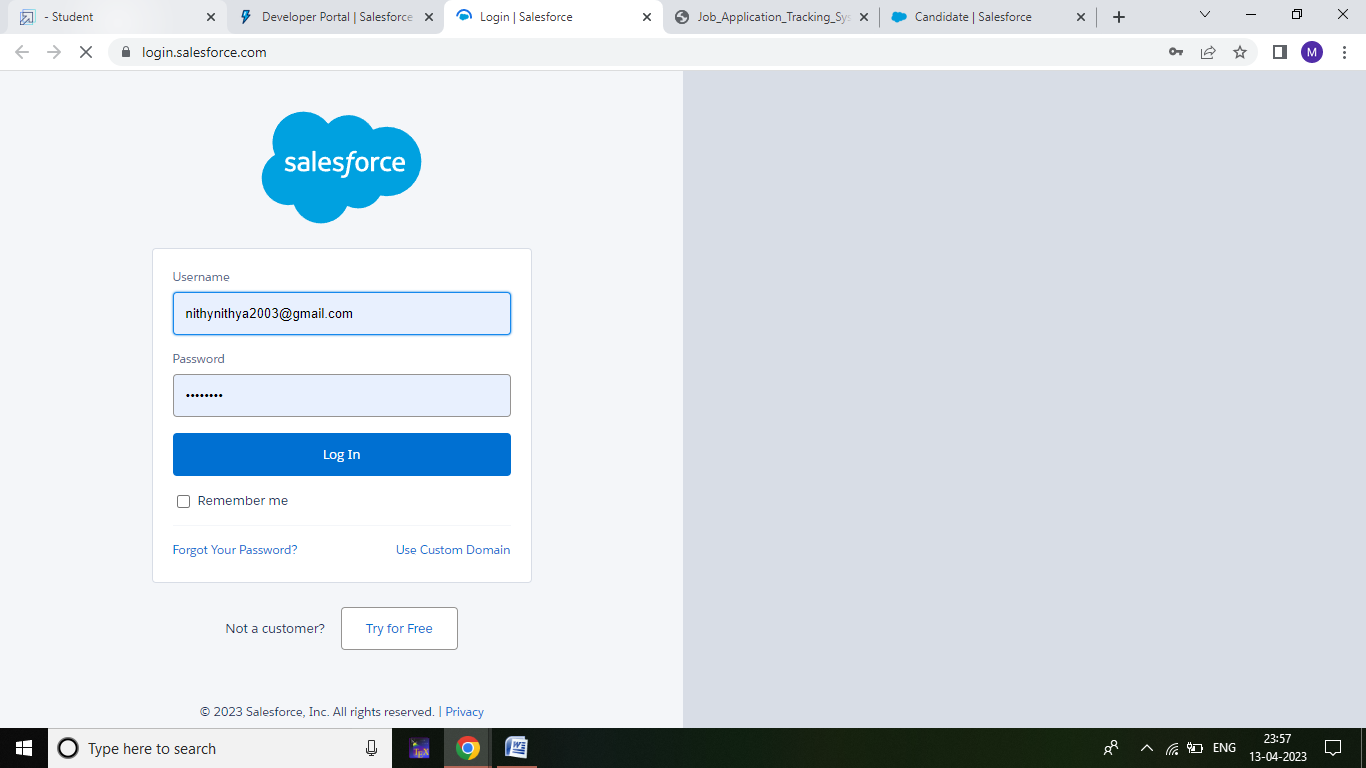 - Student
Developer Portal | Salesforce
Login | Salesforce
Job_Application_Tracking_Sys
Candidate | Salesforce
login.salesforce.com
M
salesforce
Username
nithynithya2003@gmail.com
Password
••••••••
Log In
Remember me
Forgot Your Password?
Use Custom Domain
Not a customer?
Try for Free
© 2023 Salesforce, Inc. All rights reserved. | Privacy
Type here to search
ENG
23:57
13-04-2023